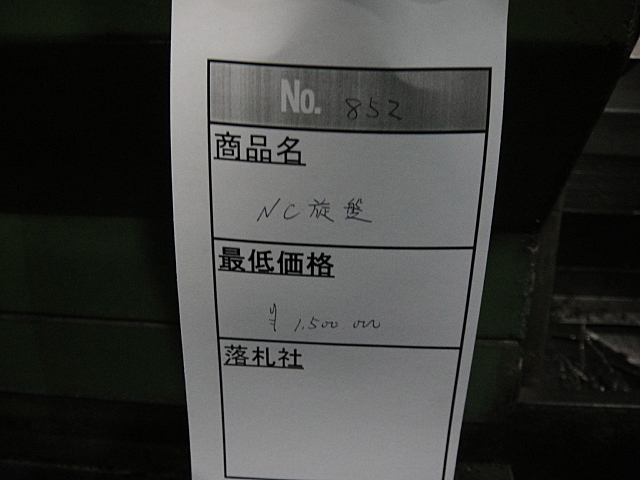 No. 852
商品名
NC旋盤
最低価格
¥ 1,500 000
落札社